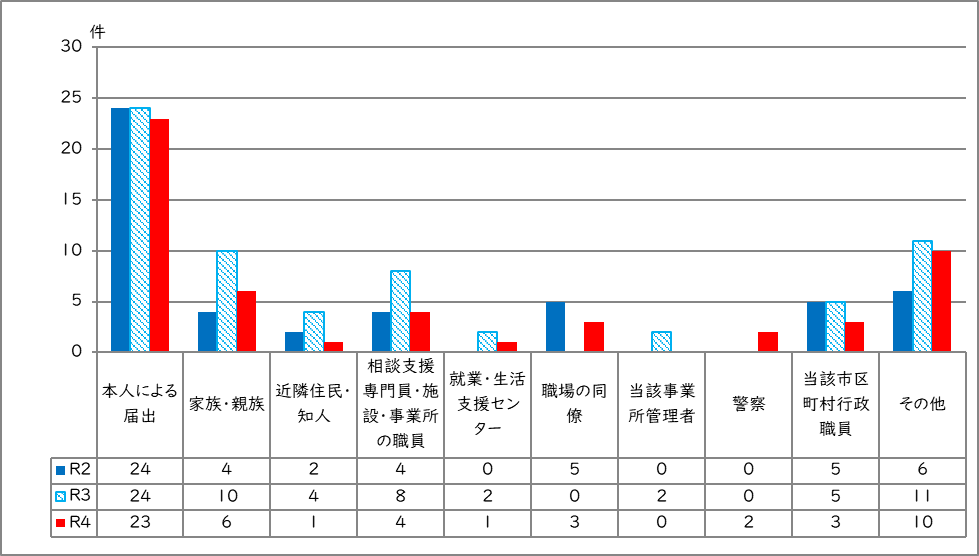 件
30
25
20
15
10
5
0
本人による
届出
家族・親族
近隣住民・
知人
相談支援
専門員・施
設・事業所
の職員
就業・生活
支援セン
ター
職場の同
僚
当該事業
所管理者
警察
当該市区
町村行政
職員
その他
R2 24 4 2 4 0 5 0 0 5 6
R3 24 10 4 8 2 0 2 0 5 11
R4 23 6 1 4 1 3 0 2 3 10